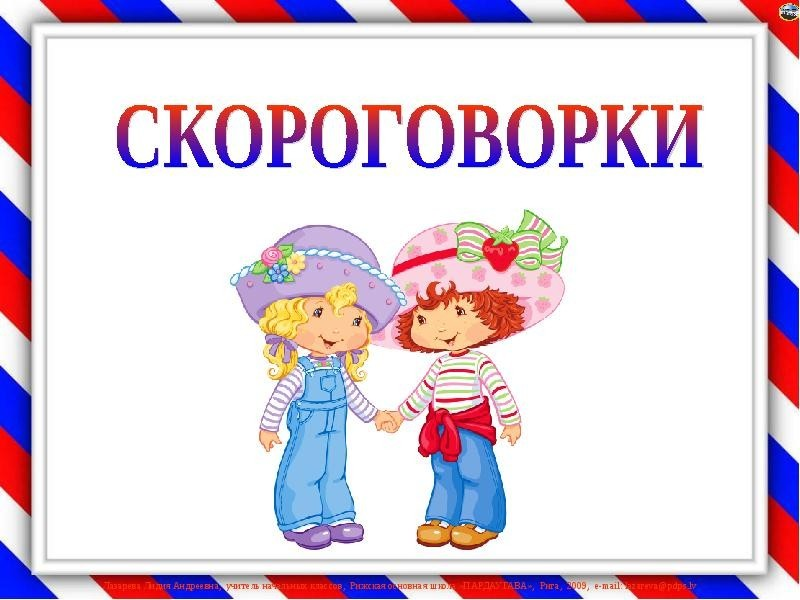 СКОРОГОВОРКИ
Лазарева Лидия Андреевна, учитель начальных классов, Рижская основная школа «ПАРДАУГАВА», Рига, 2009, e-mail: lazareva@pdps.lv